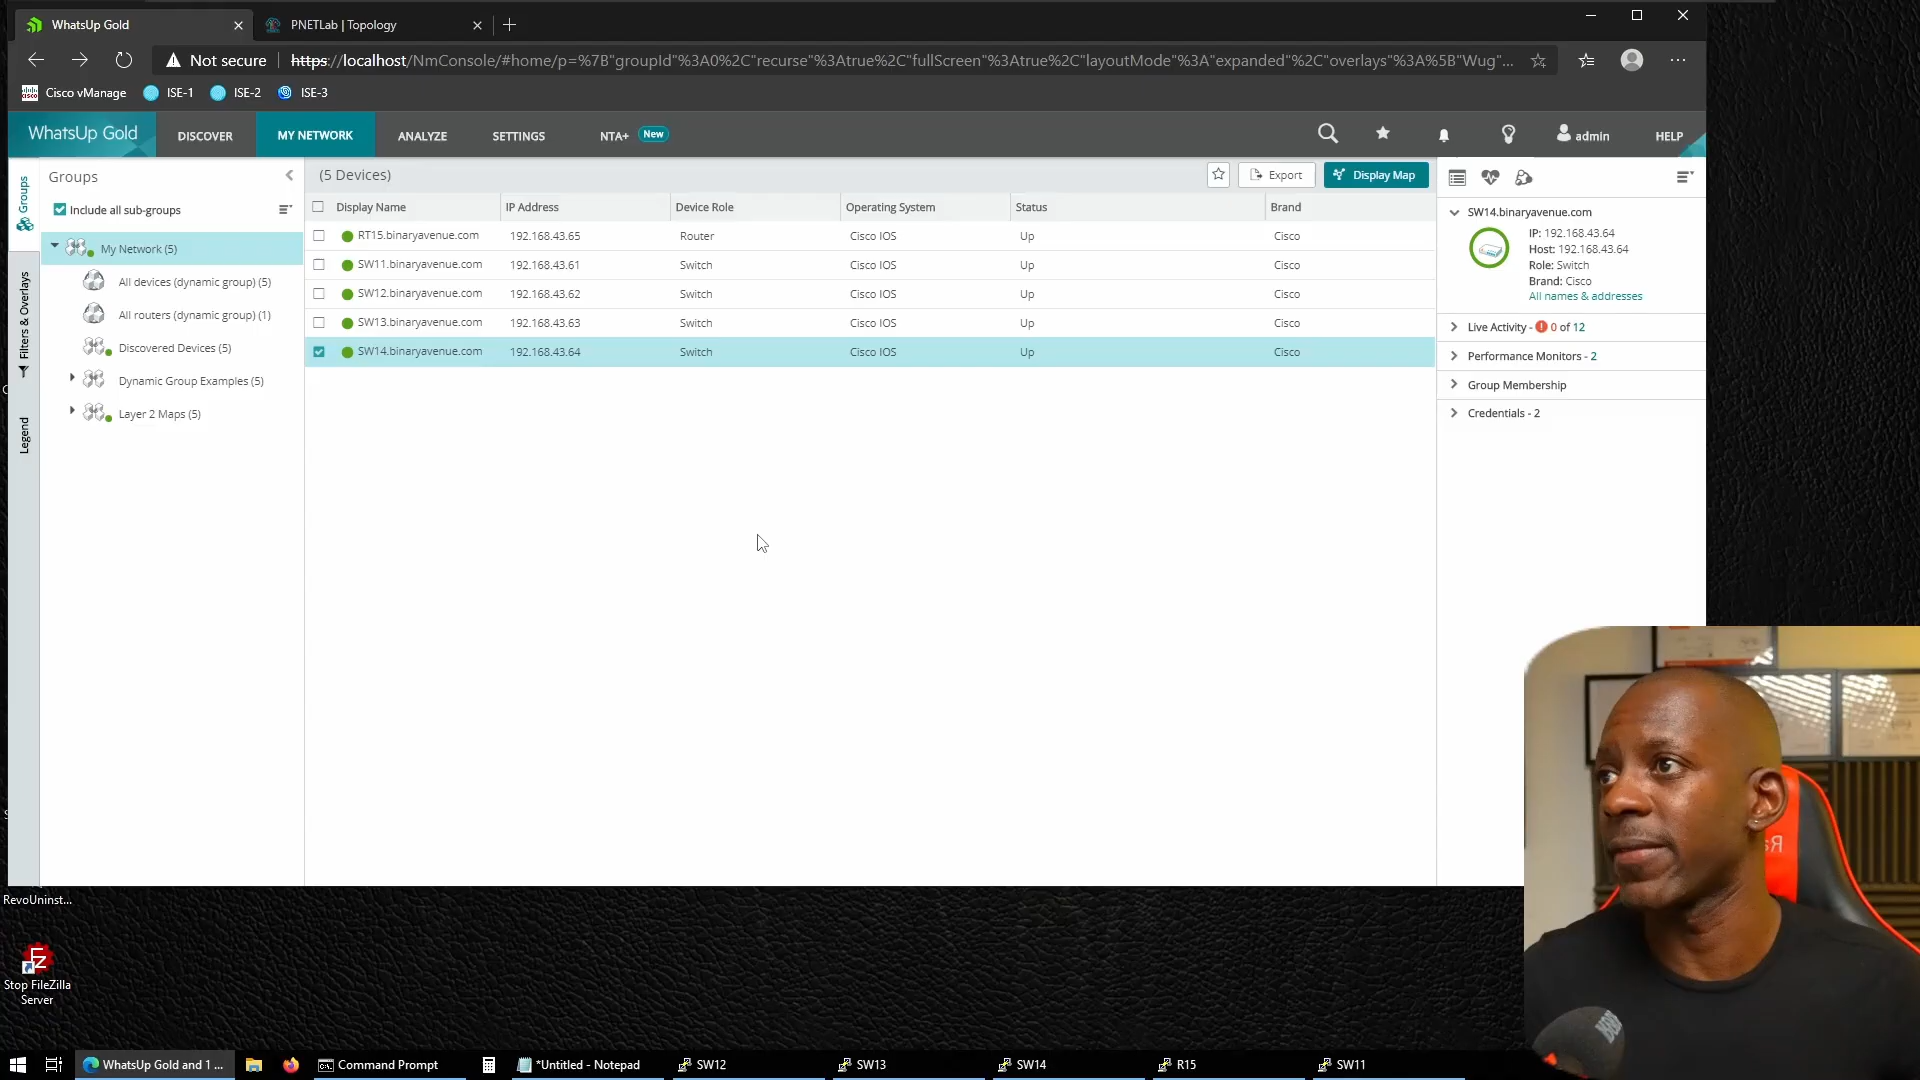 WhatsUp Gold
PNETLab | Topology
Not secure
https://localhost/NmConsole/#home/p=%7B"groupId"%3A0%2C"recurse"%3Atrue%2C"fullScreen"%3Atrue%2C"layoutMode"%3A"expanded"%2C"overlays"%3A%5B"Wug"...
Cisco vManage
ISE-1
ISE-2
ISE-3
WhatsUp Gold
DISCOVER
MY NETWORK
ANALYZE
SETTINGS
NTA+
New
admin
HELP
Groups
Filters & Overlays
Legend
Groups
Include all sub-groups
My Network (5)
All devices (dynamic group) (5)
All routers (dynamic group) (1)
Discovered Devices (5)
Dynamic Group Examples (5)
Layer 2 Maps (5)
(5 Devices)
Export
Display Map
Display Name IP Address Device Role Operating System Status Brand
RT15.binaryavenue.com 192.168.43.65 Router Cisco IOS Up Cisco
SW11.binaryavenue.com 192.168.43.61 Switch Cisco IOS Up Cisco
SW12.binaryavenue.com 192.168.43.62 Switch Cisco IOS Up Cisco
SW13.binaryavenue.com 192.168.43.63 Switch Cisco IOS Up Cisco
SW14.binaryavenue.com 192.168.43.64 Switch Cisco IOS Up Cisco
SW14.binaryavenue.com
IP: 192.168.43.64
Host: 192.168.43.64
Role: Switch
Brand: Cisco
All names & addresses
Live Activity - 0 of 12
Performance Monitors - 2
Group Membership
Credentials - 2
RevoUninst...
Stop FileZilla
Server
WhatsUp Gold and 1 ...
Command Prompt
*Untitled - Notepad
SW12
SW13
SW14
R15
SW11